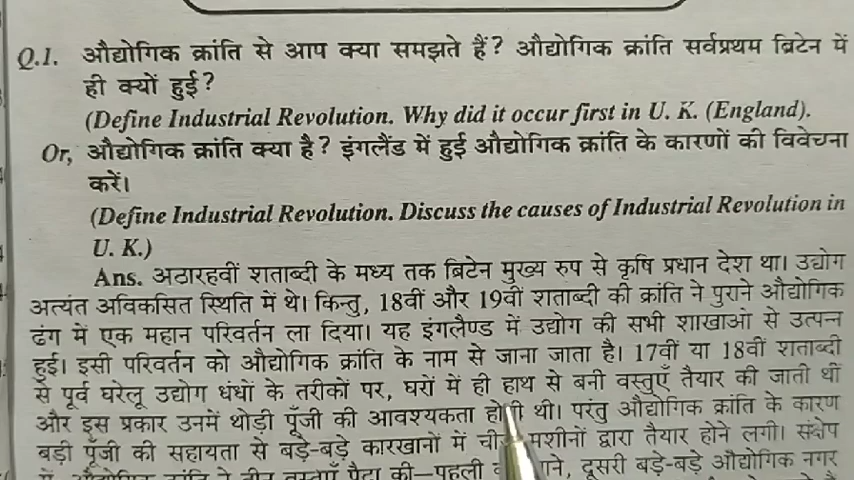 Q.1. औद्योगिक क्रांति से आप क्या समझते हैं? औद्योगिक क्रांति सर्वप्रथम ब्रिटेन में
ही क्यों हुई?
(Define Industrial Revolution. Why did it occur first in U. K. (England).
Or, औद्योगिक क्रांति क्या है? इंगलैंड में हुई औद्योगिक क्रांति के कारणों की विवेचना
करें।
(Define Industrial Revolution. Discuss the causes of Industrial Revolution in
U. K.)
Ans. अठारहवीं शताब्दी के मध्य तक ब्रिटेन मुख्य रुप से कृषि प्रधान देश था। उद्योग
अत्यंत अविकसित स्थिति में थे। किन्तु, 18वीं और 19वीं शताब्दी की क्रांति ने पुराने औद्योगिक
ढंग में एक महान परिवर्तन ला दिया। यह इंगलैण्ड में उद्योग की सभी शाखाओं से उत्पन्न
हुई। इसी परिवर्तन को औद्योगिक क्रांति के नाम से जाना जाता है। 17वीं या 18वीं शताब्दी
से पूर्व घरेलू उद्योग धंधों के तरीकों पर, घरों में ही हाथ से बनी वस्तुएँ तैयार की जाती थीं
और इस प्रकार उनमें थोड़ी पूँजी की आवश्यकता होती थी। परंतु औद्योगिक क्रांति के कारण
बड़ी पूँजी की सहायता से बड़े-बड़े कारखानों में मशीनों द्वारा तैयार होने लगी। संक्षेप
में औद्योगिक क्रांति ने तीन वस्तुएँ पैदा की—पहली दूसरी बड़े-बड़े औद्योगिक नगर